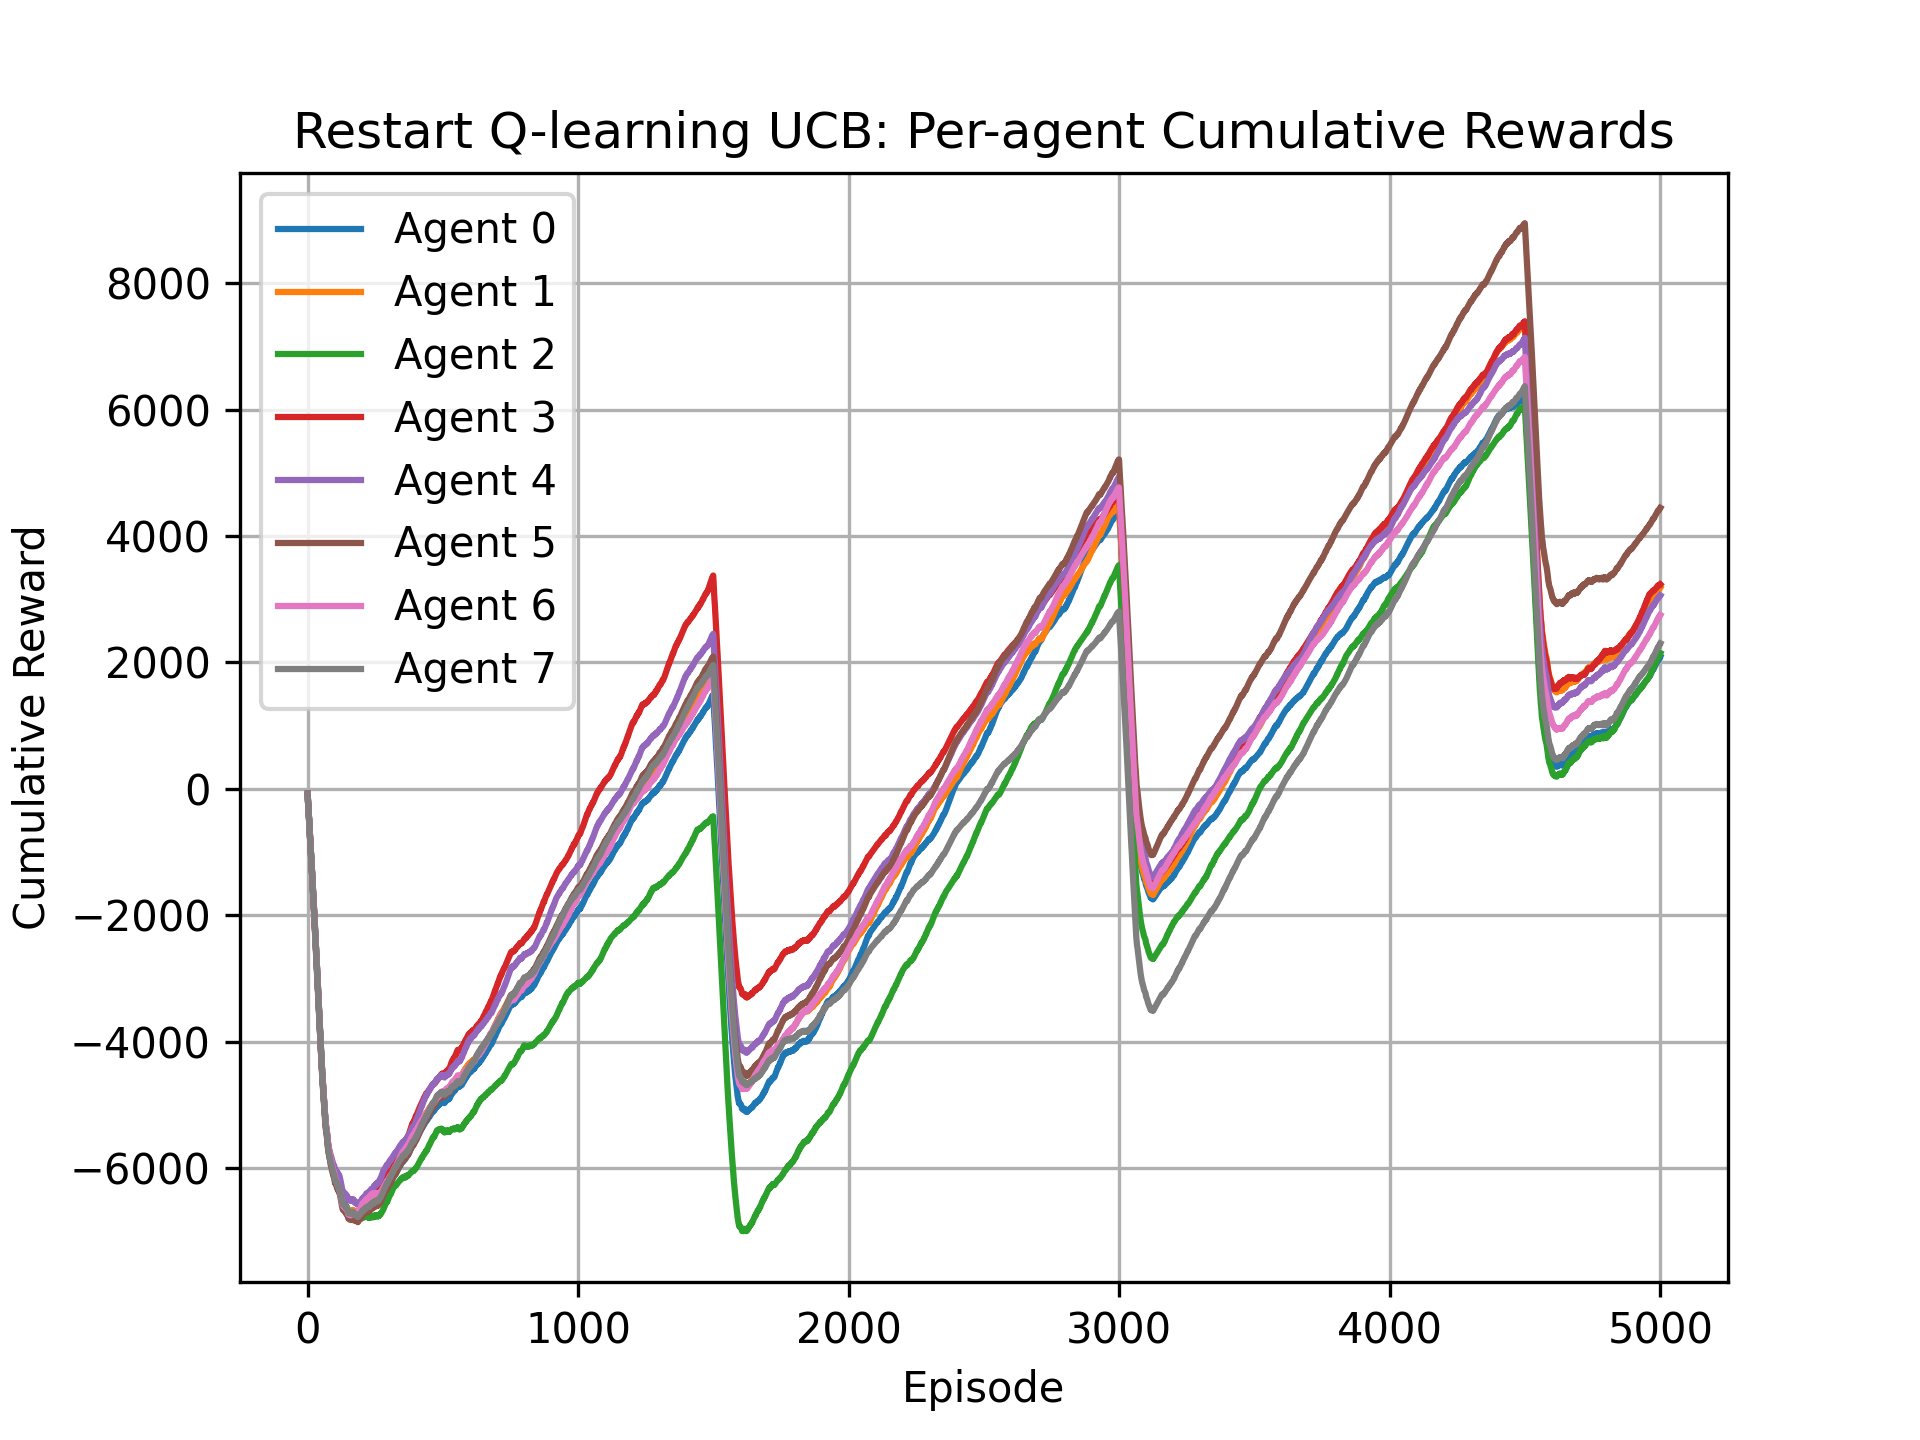 Restart Q-learning UCB: Per-agent Cumulative Rewards
Agent 0
Agent 1
Agent 2
Agent 3
Agent 4
Agent 5
Agent 6
Agent 7
Cumulative Reward
8000
6000
4000
2000
0
−2000
−4000
−6000
0 1000 2000 3000 4000 5000
Episode